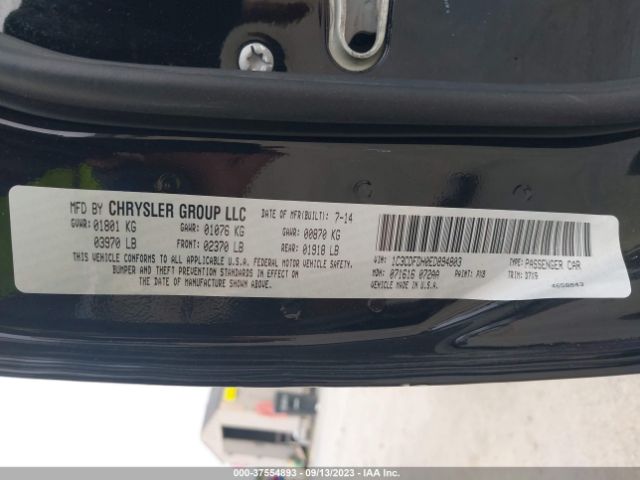 MFD BY CHRYSLER GROUP LLC DATE OF MFR(BUILT): 7-14
GVWR: 01801 KG GAWR: 01076 KG GAWR: 00870 KG
03970 LB FRONT: 02370 LB REAR: 01918 LB
THIS VEHICLE CONFORMS TO ALL APPLICABLE U.S.A. FEDERAL MOTOR VEHICLE SAFETY,
BUMPER AND THEFT PREVENTION STANDARDS IN EFFECT ON
THE DATE OF MANUFACTURE SHOWN ABOVE.
VIN: 1C3CDFDH0ED894803 TYPE: PASSENGER CAR
MDH: 071616 072AA PAINT: PX8 TRIM: D7X9
VEHICLE MADE IN U.S.A. 4658843
000-37554893 - 09/13/2023 - IAA Inc.